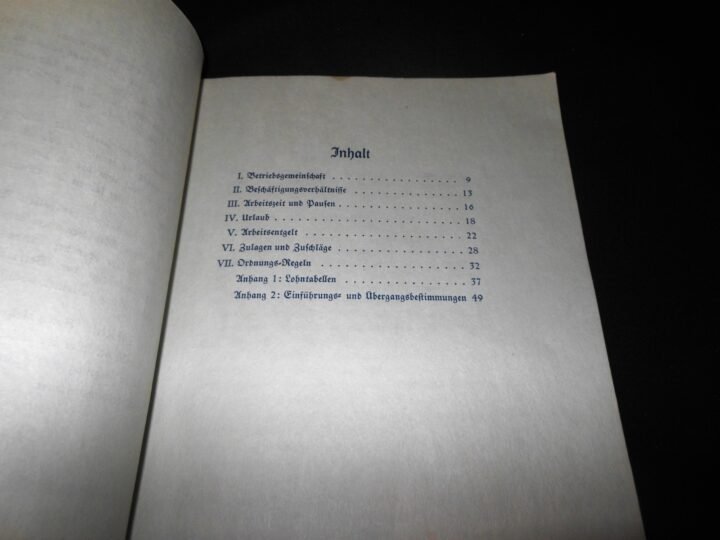 Inhalt
I. Betriebsgemeinschaft . . . . . . . . . . . . . . . . . 9
II. Beschäftigungsverhältnisse . . . . . . . . . . . . . . 13
III. Arbeitszeit und Pausen . . . . . . . . . . . . . . . . 16
IV. Urlaub . . . . . . . . . . . . . . . . . . . . . . . . 18
V. Arbeitsentgelt . . . . . . . . . . . . . . . . . . . . 22
VI. Zulagen und Zuschläge . . . . . . . . . . . . . . . . 28
VII. Ordnungs-Regeln . . . . . . . . . . . . . . . . . . . 32
Anhang 1: Lohntabellen . . . . . . . . . . . . . . . . 37
Anhang 2: Einführungs- und Übergangsbestimmungen 49